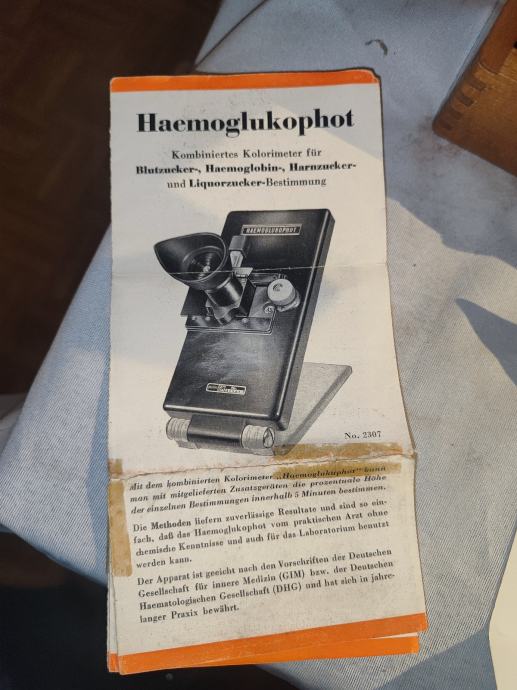 Haemoglukophot
Kombiniertes Kolorimeter für
Blutzucker-, Haemoglobin-, Harnzucker-
und Liquorzucker-Bestimmung
HAEMOGLUKOPHOT
No. 2307
Mit dem kombinierten Kolorimeter „Haemoglukophot“ kann
man mit mitgelieferten Zusatzgeräten die prozentuale Höhe
der einzelnen Bestimmungen innerhalb 5 Minuten bestimmen.
Die Methoden liefern zuverlässige Resultate und sind so ein-
fach, daß das Haemoglukophot vom praktischen Arzt ohne
chemische Kenntnisse und auch für das Laboratorium benutzt
werden kann.
Der Apparat ist geeicht nach den Vorschriften der Deutschen
Gesellschaft für innere Medizin (GIM) bzw. der Deutschen
Haematologischen Gesellschaft (DHG) und hat sich in jahre-
langer Praxis bewährt.